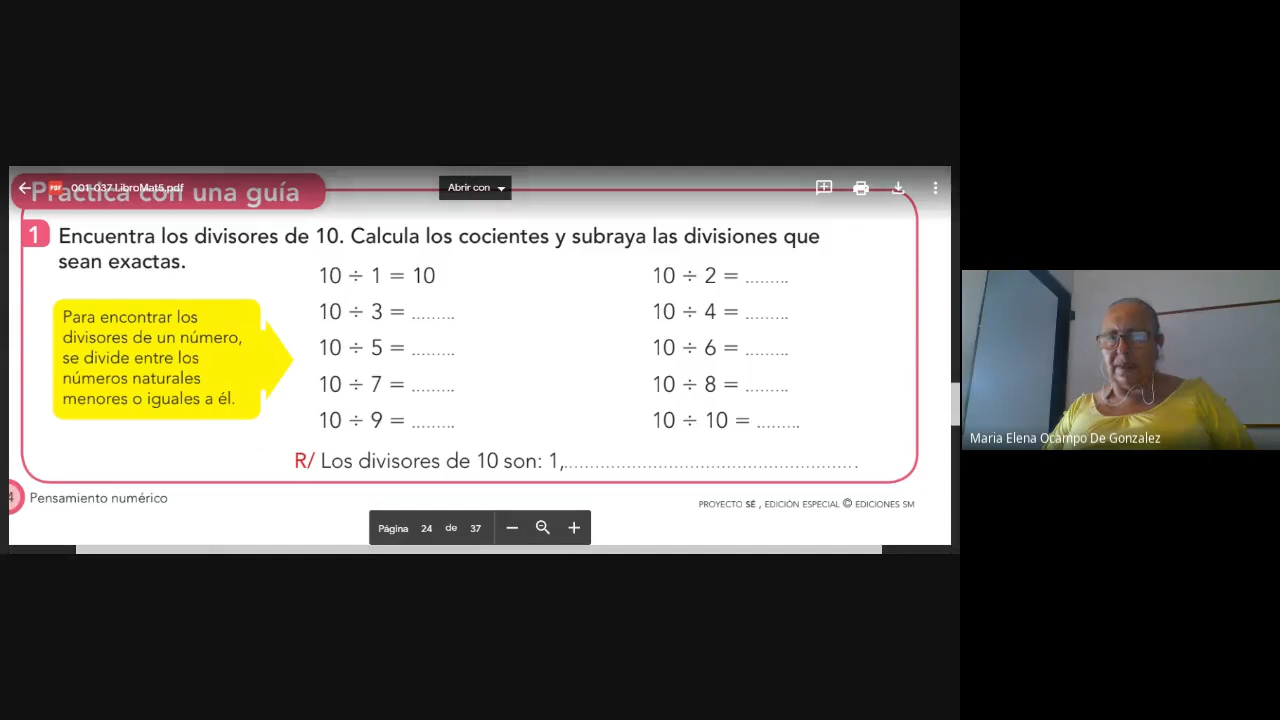 Practica con una guía
001-037 LibroMat5.pdf
Abrir con
1 Encuentra los divisores de 10. Calcula los cocientes y subraya las divisiones que
sean exactas.
10 ÷ 1 = 10
10 ÷ 2 = .........
10 ÷ 3 = .........
10 ÷ 4 = .........
10 ÷ 5 = .........
10 ÷ 6 = .........
10 ÷ 7 = .........
10 ÷ 8 = .........
10 ÷ 9 = .........
10 ÷ 10 = .........
Para encontrar los
divisores de un número,
se divide entre los
números naturales
menores o iguales a él.
R/ Los divisores de 10 son: 1,............................................................
4 Pensamiento numérico
PROYECTO SÉ , EDICIÓN ESPECIAL © EDICIONES SM
Página 24 de 37
Maria Elena Ocampo De Gonzalez